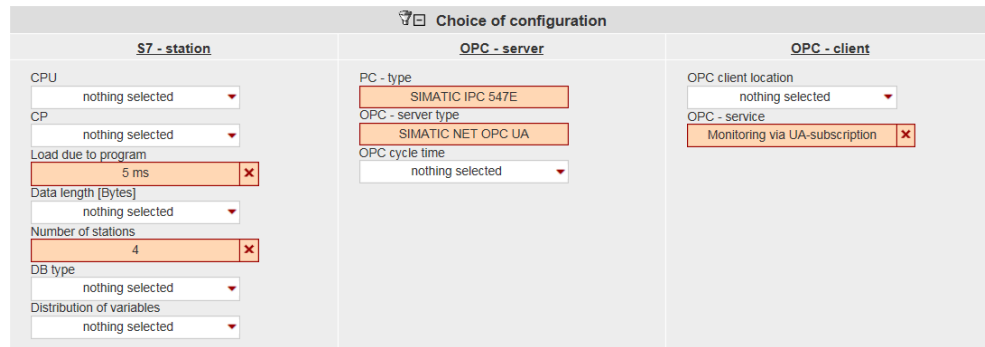 Choice of configuration
S7 - station
CPU
nothing selected
CP
nothing selected
Load due to program
5 ms
Data length [Bytes]
nothing selected
Number of stations
4
DB type
nothing selected
Distribution of variables
nothing selected
OPC - server
PC - type
SIMATIC IPC 547E
OPC - server type
SIMATIC NET OPC UA
OPC cycle time
nothing selected
OPC - client
OPC client location
nothing selected
OPC - service
Monitoring via UA-subscription